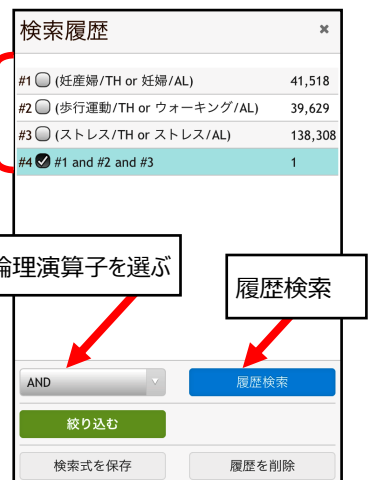 検索履歴 ×
#1 (妊産婦/TH or 妊婦/AL) 41,518
#2 (歩行運動/TH or ウォーキング/AL) 39,629
#3 (ストレス/TH or ストレス/AL) 138,308
#4 #1 and #2 and #3 1
論理演算子を選ぶ
履歴検索
AND 履歴検索
絞り込む
検索式を保存 履歴を削除